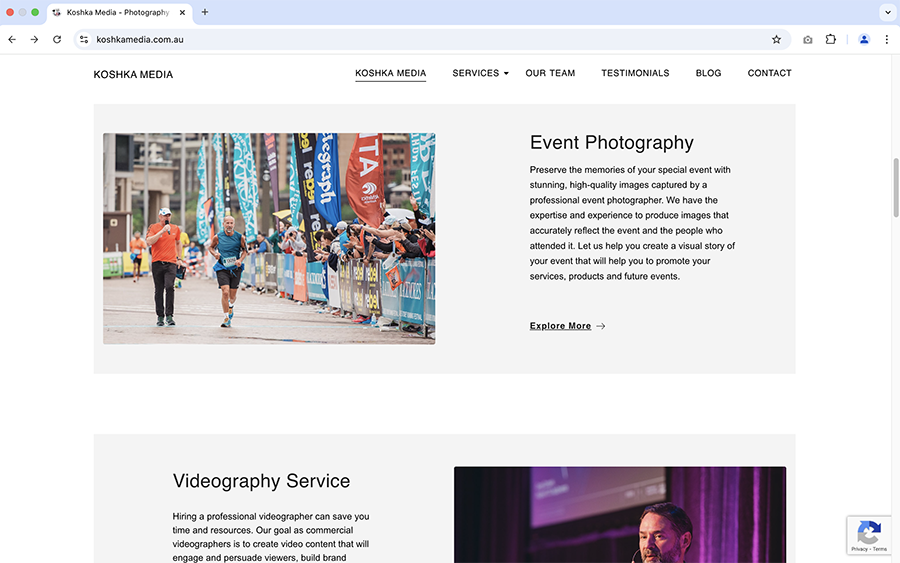 Koshka Media - Photography
koshkamedia.com.au
KOSHKA MEDIA
KOSHKA MEDIA SERVICES OUR TEAM TESTIMONIALS BLOG CONTACT
Event Photography
Preserve the memories of your special event with
stunning, high-quality images captured by a
professional event photographer. We have the
expertise and experience to produce images that
accurately reflect the event and the people who
attended it. Let us help you create a visual story of
your event that will help you to promote your
services, products and future events.
Explore More
rebel
rebel
Videography Service
Hiring a professional videographer can save you
time and resources. Our goal as commercial
videographers is to create video content that will
engage and persuade viewers, build brand
Privacy - Terms